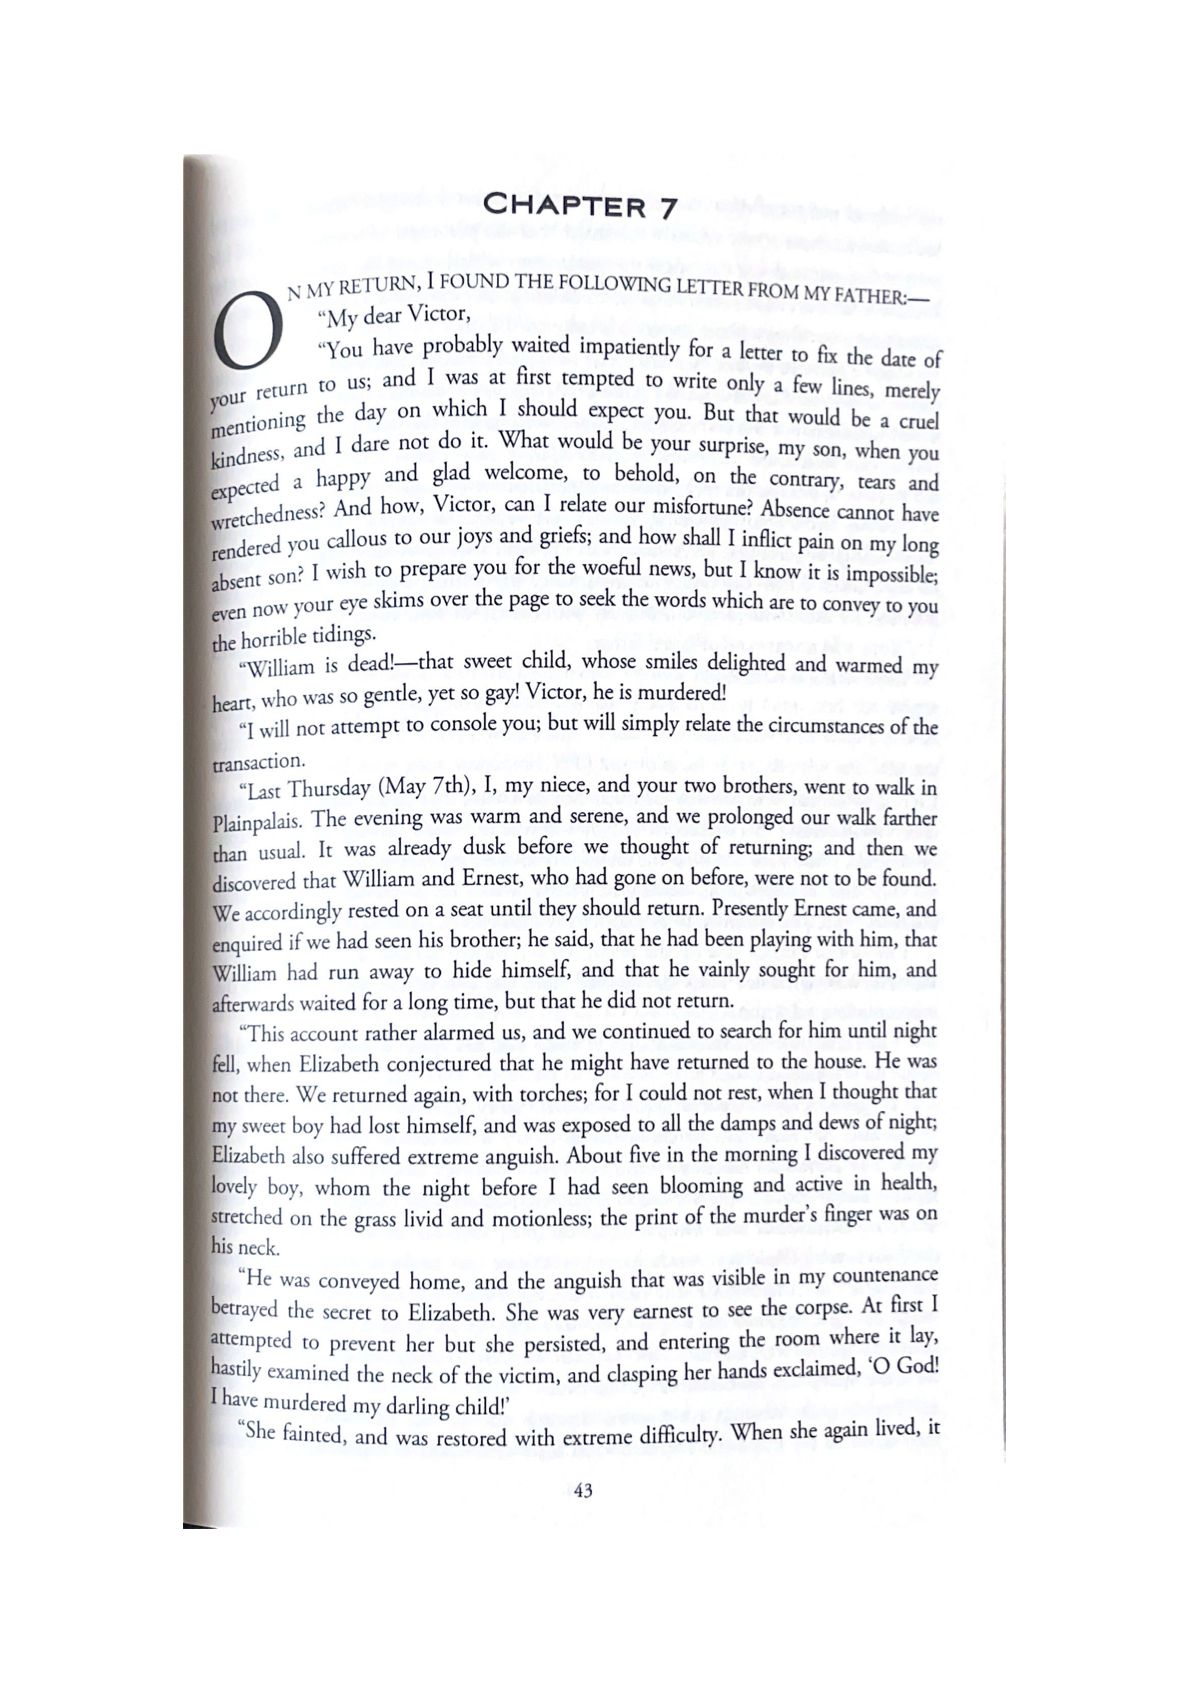 CHAPTER 7
ON MY RETURN, I FOUND THE FOLLOWING LETTER FROM MY FATHER:—
“My dear Victor,
“You have probably waited impatiently for a letter to fix the date of
your return to us; and I was at first tempted to write only a few lines, merely
mentioning the day on which I should expect you. But that would be a cruel
kindness, and I dare not do it. What would be your surprise, my son, when you
expected a happy and glad welcome, to behold, on the contrary, tears and
wretchedness? And how, Victor, can I relate our misfortune? Absence cannot have
rendered you callous to our joys and griefs; and how shall I inflict pain on my long
absent son? I wish to prepare you for the woeful news, but I know it is impossible;
even now your eye skims over the page to seek the words which are to convey to you
the horrible tidings.
“William is dead!—that sweet child, whose smiles delighted and warmed my
heart, who was so gentle, yet so gay! Victor, he is murdered!
“I will not attempt to console you; but will simply relate the circumstances of the
transaction.
“Last Thursday (May 7th), I, my niece, and your two brothers, went to walk in
Plainpalais. The evening was warm and serene, and we prolonged our walk farther
than usual. It was already dusk before we thought of returning; and then we
discovered that William and Ernest, who had gone on before, were not to be found.
We accordingly rested on a seat until they should return. Presently Ernest came, and
enquired if we had seen his brother; he said, that he had been playing with him, that
William had run away to hide himself, and that he vainly sought for him, and
afterwards waited for a long time, but that he did not return.
“This account rather alarmed us, and we continued to search for him until night
fell, when Elizabeth conjectured that he might have returned to the house. He was
not there. We returned again, with torches; for I could not rest, when I thought that
my sweet boy had lost himself, and was exposed to all the damps and dews of night;
Elizabeth also suffered extreme anguish. About five in the morning I discovered my
lovely boy, whom the night before I had seen blooming and active in health,
stretched on the grass livid and motionless; the print of the murder’s finger was on
his neck.
“He was conveyed home, and the anguish that was visible in my countenance
betrayed the secret to Elizabeth. She was very earnest to see the corpse. At first I
attempted to prevent her but she persisted, and entering the room where it lay,
hastily examined the neck of the victim, and clasping her hands exclaimed, ‘O God!
I have murdered my darling child!’
“She fainted, and was restored with extreme difficulty. When she again lived, it
43